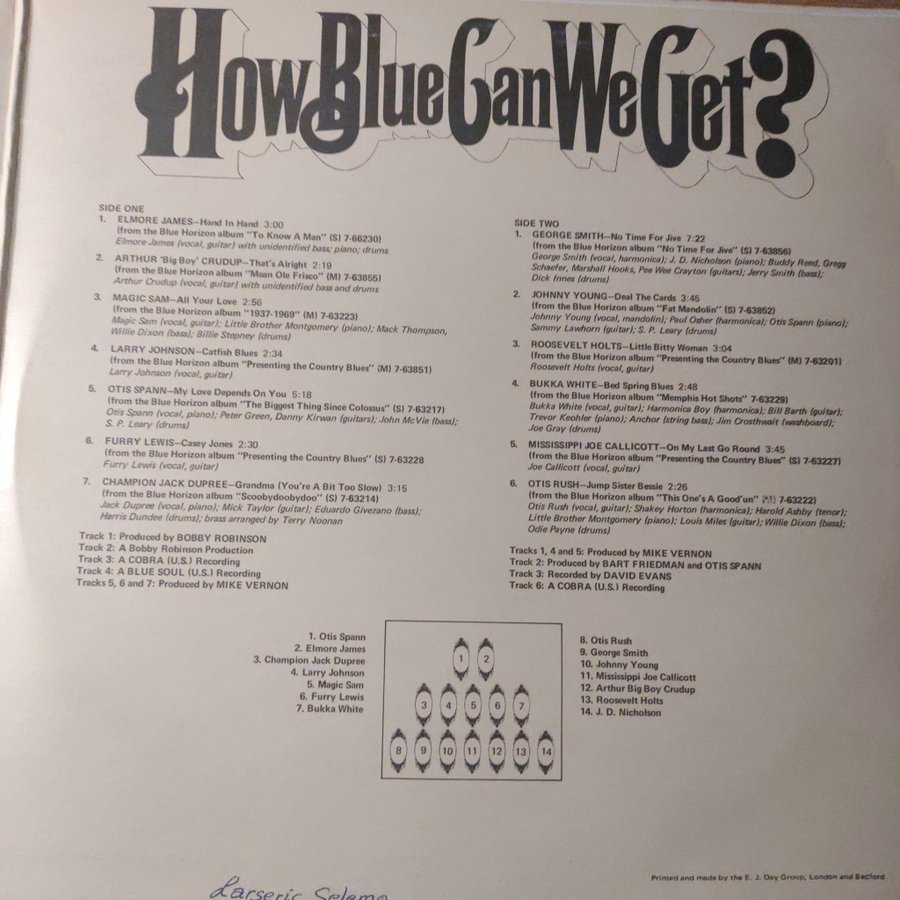 How Blue Can We Get?
SIDE ONE
1. ELMORE JAMES—Hand In Hand 3:00
(from the Blue Horizon album "To Know A Man" (S) 7-66230)
Elmore James (vocal, guitar) with unidentified bass; piano; drums
2. ARTHUR 'Big Boy' CRUDUP—That's Alright 2:19
(from the Blue Horizon album "Mean Ole Frisco" (M) 7-63855)
Arthur Crudup (vocal, guitar) with unidentified bass and drums
3. MAGIC SAM—All Your Love 2:56
(from the Blue Horizon album "1937-1969" (M) 7-63223)
Magic Sam (vocal, guitar); Little Brother Montgomery (piano); Mack Thompson,
Willie Dixon (bass); Billie Stepney (drums)
4. LARRY JOHNSON—Catfish Blues 2:34
(from the Blue Horizon album "Presenting the Country Blues" (M) 7-63851)
Larry Johnson (vocal, guitar)
5. OTIS SPANN—My Love Depends On You 5:18
(from the Blue Horizon album "The Biggest Thing Since Colossus" (S) 7-63217)
Otis Spann (vocal, piano); Peter Green, Danny Kirwan (guitars); John McVie (bass);
S. P. Leary (drums)
6. FURRY LEWIS—Casey Jones 2:30
(from the Blue Horizon album "Presenting the Country Blues" (S) 7-63228
Furry Lewis (vocal, guitar)
7. CHAMPION JACK DUPREE—Grandma (You're A Bit Too Slow) 3:15
(from the Blue Horizon album "Scoobydoobydoo" (S) 7-63214)
Jack Dupree (vocal, piano); Mick Taylor (guitar); Eduardo Givezano (bass);
Harris Dundee (drums); brass arranged by Terry Noonan
Track 1: Produced by BOBBY ROBINSON
Track 2: A Bobby Robinson Production
Track 3: A COBRA (U.S.) Recording
Track 4: A BLUE SOUL (U.S.) Recording
Tracks 5, 6 and 7: Produced by MIKE VERNON
SIDE TWO
1. GEORGE SMITH—No Time For Jive 7:22
(from the Blue Horizon album "No Time For Jive" (S) 7-63856)
George Smith (vocal, harmonica); J. D. Nicholson (piano); Buddy Reed, Gregg
Schaefer, Marshall Hooks, Pee Wee Crayton (guitars); Jerry Smith (bass);
Dick Innes (drums)
2. JOHNNY YOUNG—Deal The Cards 3:45
(from the Blue Horizon album "Fat Mandolin" (S) 7-63852)
Johnny Young (vocal, mandolin); Paul Osher (harmonica); Otis Spann (piano);
Sammy Lawhorn (guitar); S. P. Leary (drums)
3. ROOSEVELT HOLTS—Little Bitty Woman 3:04
(from the Blue Horizon album "Presenting the Country Blues" (M) 7-63201)
Roosevelt Holts (vocal, guitar)
4. BUKKA WHITE—Bed Spring Blues 2:48
(from the Blue Horizon album "Memphis Hot Shots" 7-63229)
Bukka White (vocal, guitar); Harmonica Boy (harmonica); Bill Barth (guitar);
Trevor Keohler (piano); Anchor (string bass); Jim Crosthwait (washboard);
Joe Gray (drums)
5. MISSISSIPPI JOE CALLICOTT—On My Last Go Round 3:45
(from the Blue Horizon album "Presenting the Country Blues" (S) 7-63227)
Joe Callicott (vocal, guitar)
6. OTIS RUSH—Jump Sister Bessie 2:26
(from the Blue Horizon album "This One's A Good'un" (M) 7-63222)
Otis Rush (vocal, guitar); Shakey Horton (harmonica); Harold Ashby (tenor);
Little Brother Montgomery (piano); Louis Miles (guitar); Willie Dixon (bass);
Odie Payne (drums)
Tracks 1, 4 and 5: Produced by MIKE VERNON
Track 2: Produced by BART FRIEDMAN and OTIS SPANN
Track 3: Recorded by DAVID EVANS
Track 6: A COBRA (U.S.) Recording
1. Otis Spann
2. Elmore James
3. Champion Jack Dupree
4. Larry Johnson
5. Magic Sam
6. Furry Lewis
7. Bukka White
1 2
3 4 5 6 7
8 9 10 11 12 13 14
8. Otis Rush
9. George Smith
10. Johnny Young
11. Mississippi Joe Callicott
12. Arthur Big Boy Crudup
13. Roosevelt Holts
14. J. D. Nicholson
Printed and made by the E. J. Day Group, London and Bedford
Larseric